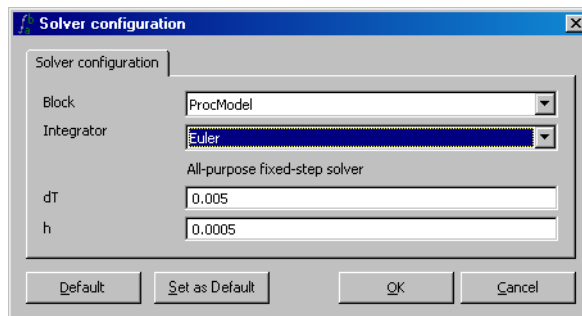 Solver configuration
Solver configuration
Block ProcModel
Integrator Euler
All-purpose fixed-step solver
dT 0.005
h 0.0005
Default Set as Default OK Cancel